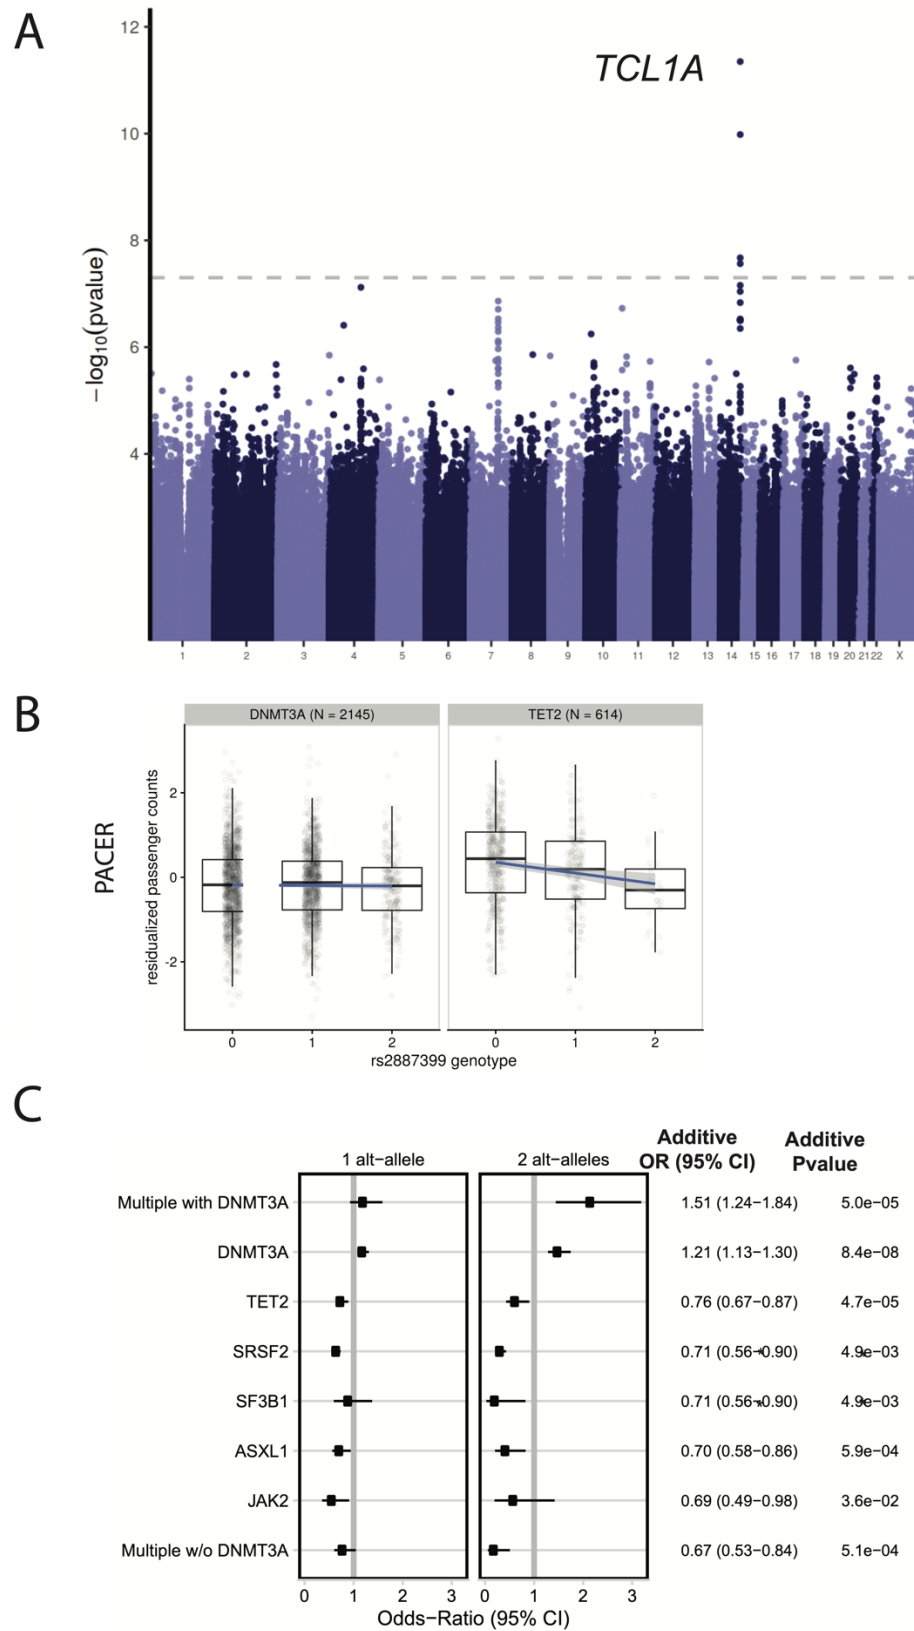 A
12
TCL1A
10
8
6
4
−log10(pvalue)
1 2 3 4 5 6 7 8 9 10 11 12 13 14 15 16 17 18 19 20 21 22 X
B
DNMT3A (N = 2145) TET2 (N = 614)
PACER
residualized passenger counts
2
0
-2
0 1 2 0 1 2
rs2887399 genotype
C
Additive OR (95% CI) Additive Pvalue
1 alt−allele 2 alt−alleles
Multiple with DNMT3A 1.51 (1.24−1.84) 5.0e−05
DNMT3A 1.21 (1.13−1.30) 8.4e−08
TET2 0.76 (0.67−0.87) 4.7e−05
SRSF2 0.71 (0.56−0.90) 4.9e−03
SF3B1 0.71 (0.56−0.90) 4.9e−03
ASXL1 0.70 (0.58−0.86) 5.9e−04
JAK2 0.69 (0.49−0.98) 3.6e−02
Multiple w/o DNMT3A 0.67 (0.53−0.84) 5.1e−04
0 1 2 3 0 1 2 3
Odds−Ratio (95% CI)